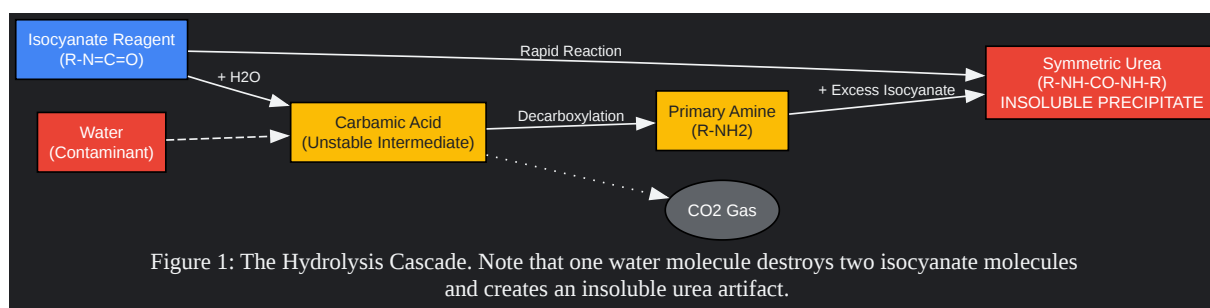 Isocyanate Reagent
(R-N=C=O)
Rapid Reaction
Symmetric Urea
(R-NH-CO-NH-R)
INSOLUBLE PRECIPITATE
+ H2O
+ Excess Isocyanate
Water
(Contaminant)
Carbamic Acid
(Unstable Intermediate)
Decarboxylation
Primary Amine
(R-NH2)
CO2 Gas
Figure 1: The Hydrolysis Cascade. Note that one water molecule destroys two isocyanate molecules
and creates an insoluble urea artifact.